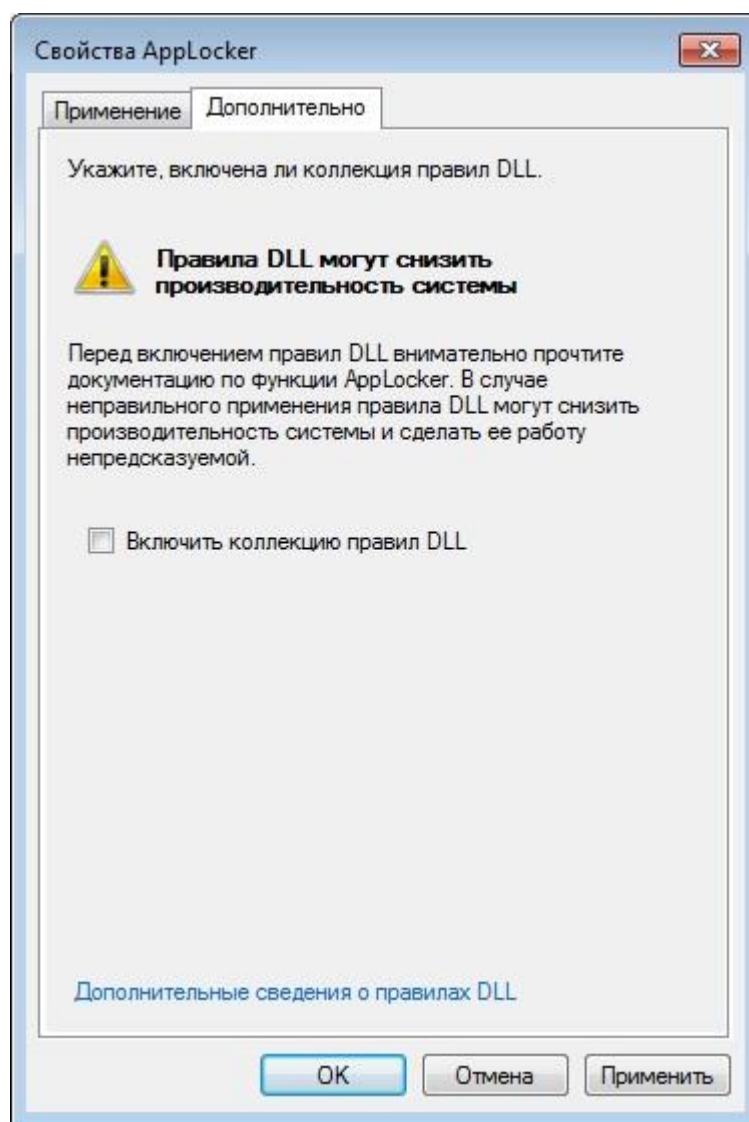 Свойства AppLocker
Применение
Дополнительно
Укажите, включена ли коллекция правил DLL.
Правила DLL могут снизить
производительность системы
Перед включением правил DLL внимательно прочтите
документацию по функции AppLocker. В случае
неправильного применения правила DLL могут снизить
производительность системы и сделать ее работу
непредсказуемой.
Включить коллекцию правил DLL
Дополнительные сведения о правилах DLL
OK
Отмена
Применить